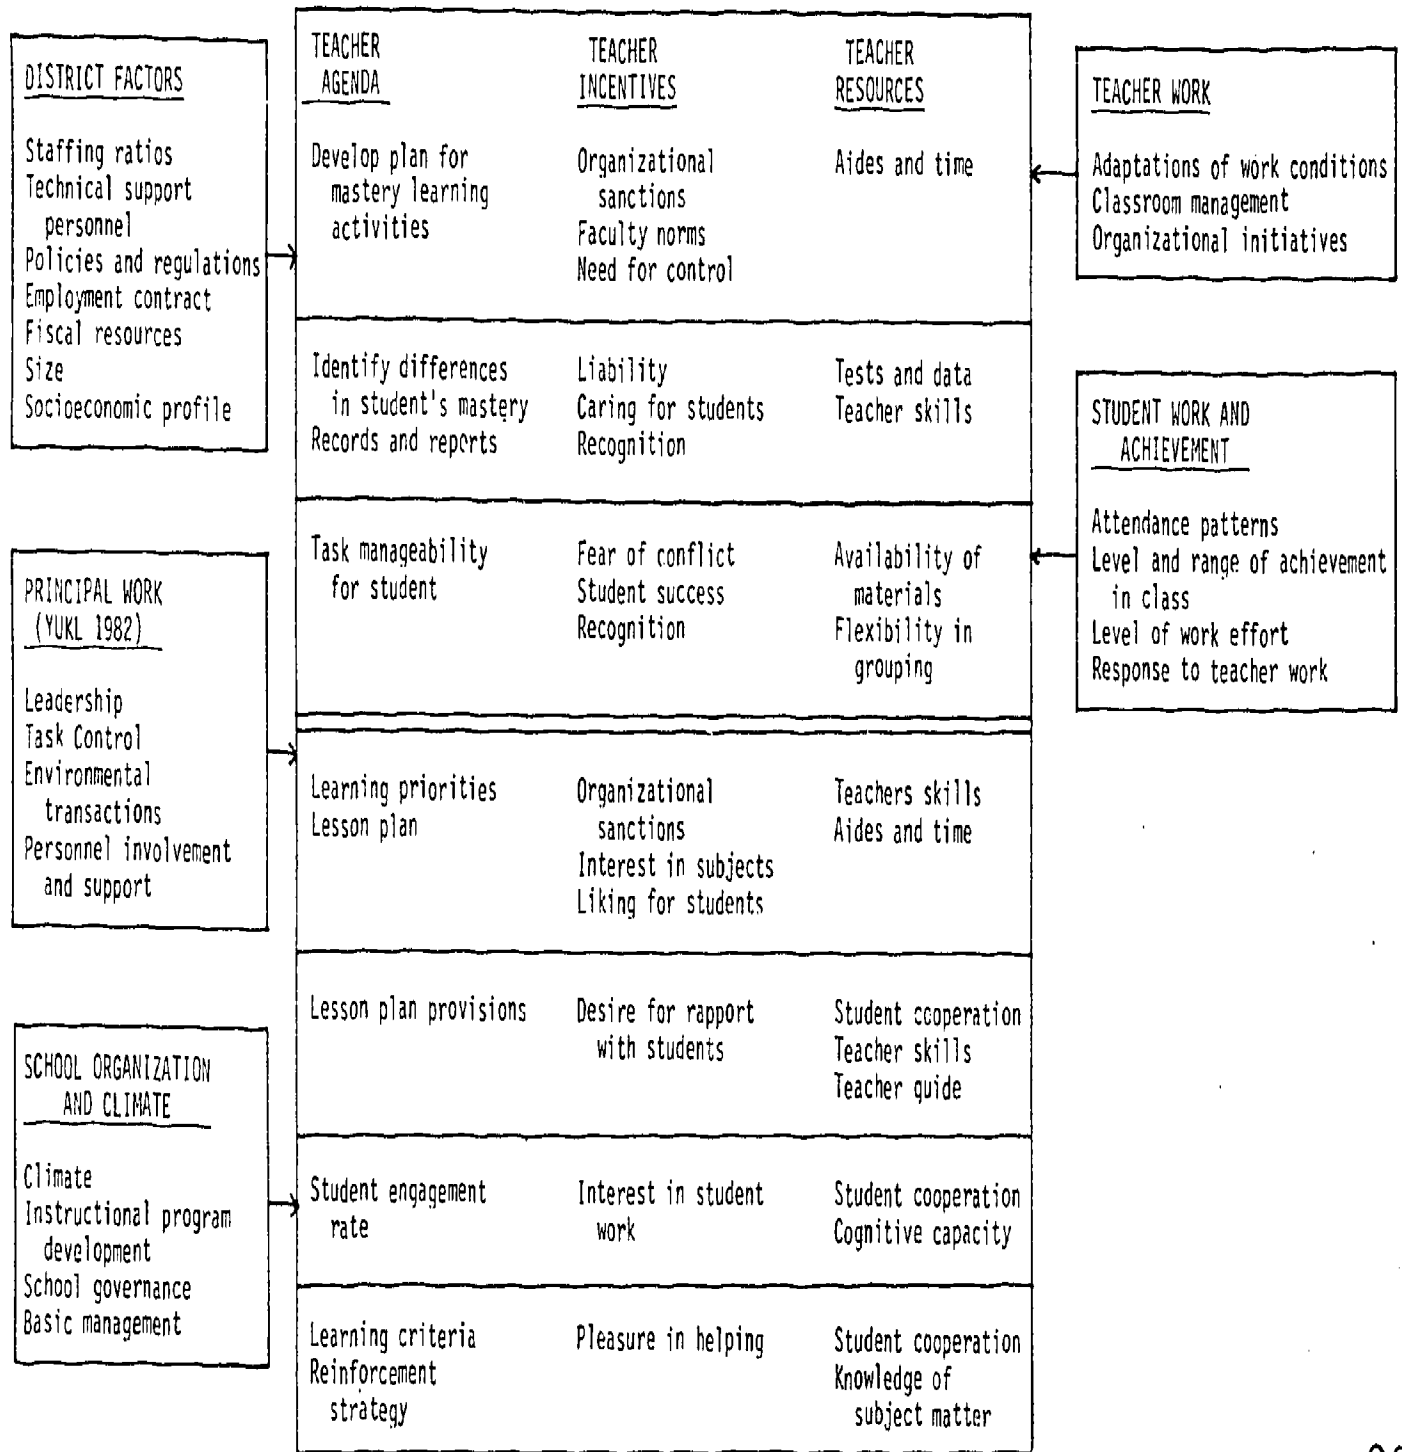 DISTRICT FACTORS
Staffing ratios
Technical support
personnel
Policies and regulations
Employment contract
Fiscal resources
Size
Socioeconomic profile
PRINCIPAL WORK
(YUKL 1982)
Leadership
Task Control
Environmental
transactions
Personnel involvement
and support
SCHOOL ORGANIZATION
AND CLIMATE
Climate
Instructional program
development
School governance
Basic management
TEACHER
AGENDA
TEACHER
INCENTIVES
TEACHER
RESOURCES
Develop plan for
mastery learning
activities
Organizational
sanctions
Faculty norms
Need for control
Aides and time
Identify differences
in student's mastery
Records and reports
Liability
Caring for students
Recognition
Tests and data
Teacher skills
Task manageability
for student
Fear of conflict
Student success
Recognition
Availability of
materials
Flexibility in
grouping
Learning priorities
Lesson plan
Organizational
sanctions
Interest in subjects
Liking for students
Teachers skills
Aides and time
Lesson plan provisions
Desire for rapport
with students
Student cooperation
Teacher skills
Teacher guide
Student engagement
rate
Interest in student
work
Student cooperation
Cognitive capacity
Learning criteria
Reinforcement
strategy
Pleasure in helping
Student cooperation
Knowledge of
subject matter
TEACHER WORK
Adaptations of work conditions
Classroom management
Organizational initiatives
STUDENT WORK AND
ACHIEVEMENT
Attendance patterns
Level and range of achievement
in class
Level of work effort
Response to teacher work